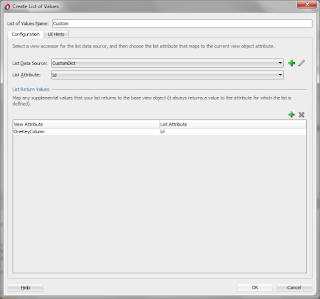 Create List of Values
List of Values Name: Custom
Configuration UI Hints
Select a view accessor for the list data source, and then choose the list attribute that maps to the current view object attribute.
List Data Source: CustomDict
List Attribute: Id
List Return Values
Map any supplemental values that your list returns to the base view object (it always returns a value to the attribute for which the list is
defined).
View Attribute List Attribute
OneKeyColumn Id
Help OK Cancel